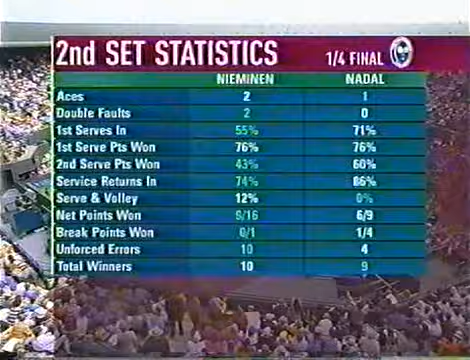 2nd SET STATISTICS 1/4 FINAL
NIEMINEN NADAL
Aces 2 1
Double Faults 2 0
1st Serves In 55% 71%
1st Serve Pts Won 76% 76%
2nd Serve Pts Won 43% 60%
Service Returns In 74% 86%
Serve & Volley 12% 0%
Net Points Won 9/16 6/9
Break Points Won 0/1 1/4
Unforced Errors 10 4
Total Winners 10 9